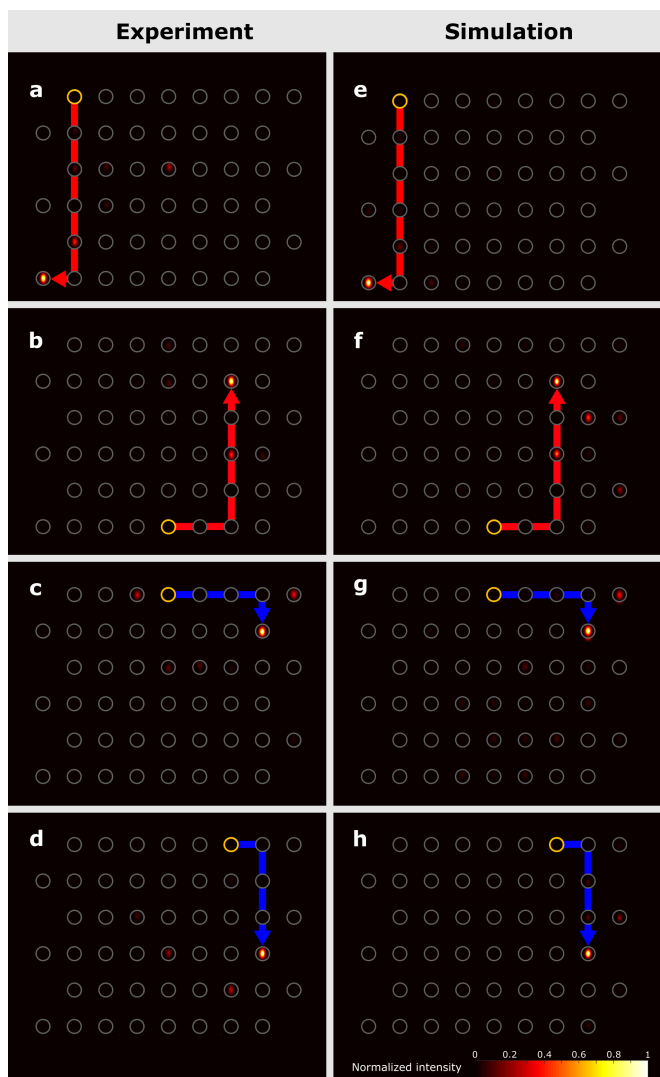 Experiment Simulation
a e
b f
c g
d h
0 0.2 0.4 0.6 0.8 1
Normalized intensity